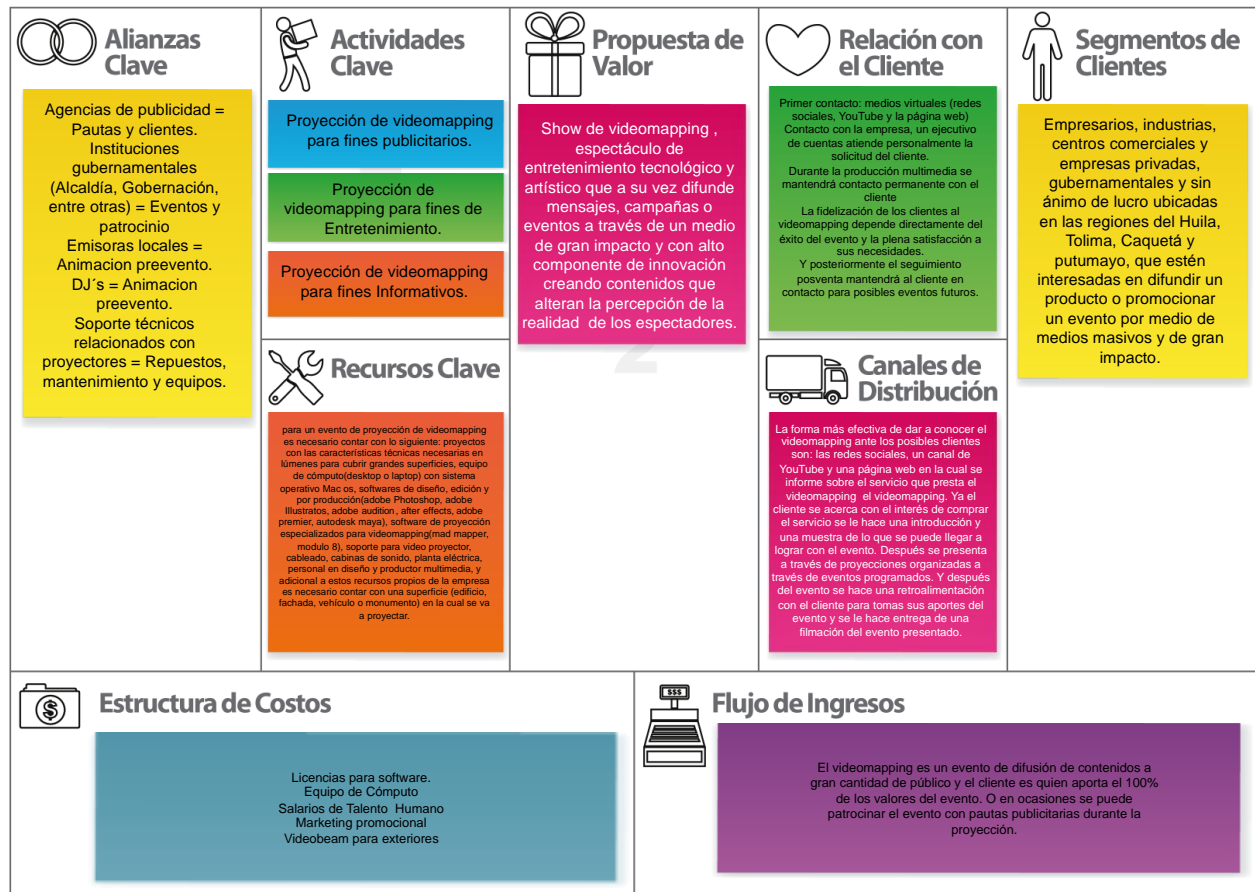 Alianzas
Clave
Agencias de publicidad =
Pautas y clientes.
Instituciones
gubernamentales
(Alcaldía, Gobernación,
entre otras) = Eventos y
patrocinio
Emisoras locales =
Animacion preevento.
DJ´s = Animacion
preevento.
Soporte técnicos
relacionados con
proyectores = Repuestos,
mantenimiento y equipos.
Actividades
Clave
Proyección de videomapping
para fines publicitarios.
Proyección de
videomapping para fines de
Entretenimiento.
Proyección de videomapping
para fines Informativos.
Recursos Clave
para un evento de proyección de videomapping
es necesario contar con lo siguiente: proyectos
con las características técnicas necesarias en
lúmenes para cubrir grandes superficies, equipo
de cómputo(desktop o laptop) con sistema
operativo Mac os, softwares de diseño, edición y
por producción(adobe Photoshop, adobe
Illustratos, adobe audition, after effects, adobe
premier, autodesk maya), software de proyección
especializados para videomapping(mad mapper,
modulo 8), soporte para video proyector,
cableado, cabinas de sonido, planta eléctrica,
personal en diseño y productor multimedia, y
adicional a estos recursos propios de la empresa
es necesario contar con una superficie (edificio,
fachada, vehículo o monumento) en la cual se va
a proyectar.
Propuesta de
Valor
Show de videomapping ,
espectáculo de
entretenimiento tecnológico y
artístico que a su vez difunde
mensajes, campañas o
eventos a través de un medio
de gran impacto y con alto
componente de innovación
creando contenidos que
alteran la percepción de la
realidad de los espectadores.
2
Relación con
el Cliente
Primer contacto: medios virtuales (redes
sociales, YouTube y la página web)
Contacto con la empresa, un ejecutivo
de cuentas atiende personalmente la
solicitud del cliente.
Durante la producción multimedia se
mantendrá contacto permanente con el
cliente
La fidelización de los clientes al
videomapping depende directamente del
éxito del evento y la plena satisfacción a
sus necesidades.
Y posteriormente el seguimiento
posventa mantendrá al cliente en
contacto para posibles eventos futuros.
Canales de
Distribución
La forma más efectiva de dar a conocer el
videomapping ante los posibles clientes
son: las redes sociales, un canal de
YouTube y una página web en la cual se
informe sobre el servicio que presta el
videomapping el videomapping. Ya el
cliente se acerca con el interés de comprar
el servicio se le hace una introducción y
una muestra de lo que se puede llegar a
lograr con el evento. Después se presenta
a través de proyecciones organizadas a
través de eventos programados. Y después
del evento se hace una retroalimentación
con el cliente para tomas sus aportes del
evento y se le hace entrega de una
filmación del evento presentado.
Segmentos de
Clientes
Empresarios, industrias,
centros comerciales y
empresas privadas,
gubernamentales y sin
ánimo de lucro ubicadas
en las regiones del Huila,
Tolima, Caquetá y
putumayo, que estén
interesadas en difundir un
producto o promocionar
un evento por medio de
medios masivos y de gran
impacto.
$
Estructura de Costos
Licencias para software.
Equipo de Cómputo
Salarios de Talento Humano
Marketing promocional
Videobeam para exteriores
$$$
Flujo de Ingresos
El videomapping es un evento de difusión de contenidos a
gran cantidad de público y el cliente es quien aporta el 100%
de los valores del evento. O en ocasiones se puede
patrocinar el evento con pautas publicitarias durante la
proyección.